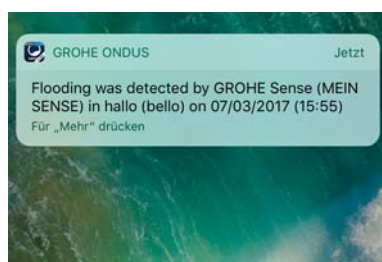 GROHE ONDUS Jetzt
Flooding was detected by GROHE Sense (MEIN
SENSE) in hallo (bello) on 07/03/2017 (15:55)
Für „Mehr“ drücken